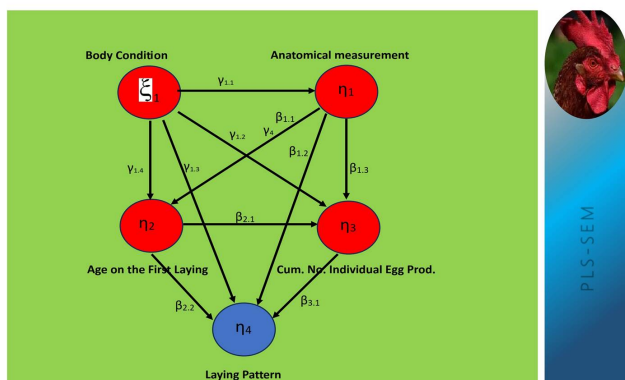 Body Condition
Anatomical measurement
ξ1
γ1.1
η1
β1.1
γ1.2
γ4
β1.2
γ1.4
γ1.3
β1.3
η2
β2.1
η3
Age on the First Laying
Cum. No. Individual Egg Prod.
β2.2
η4
β3.1
Laying Pattern
PLS-SEM